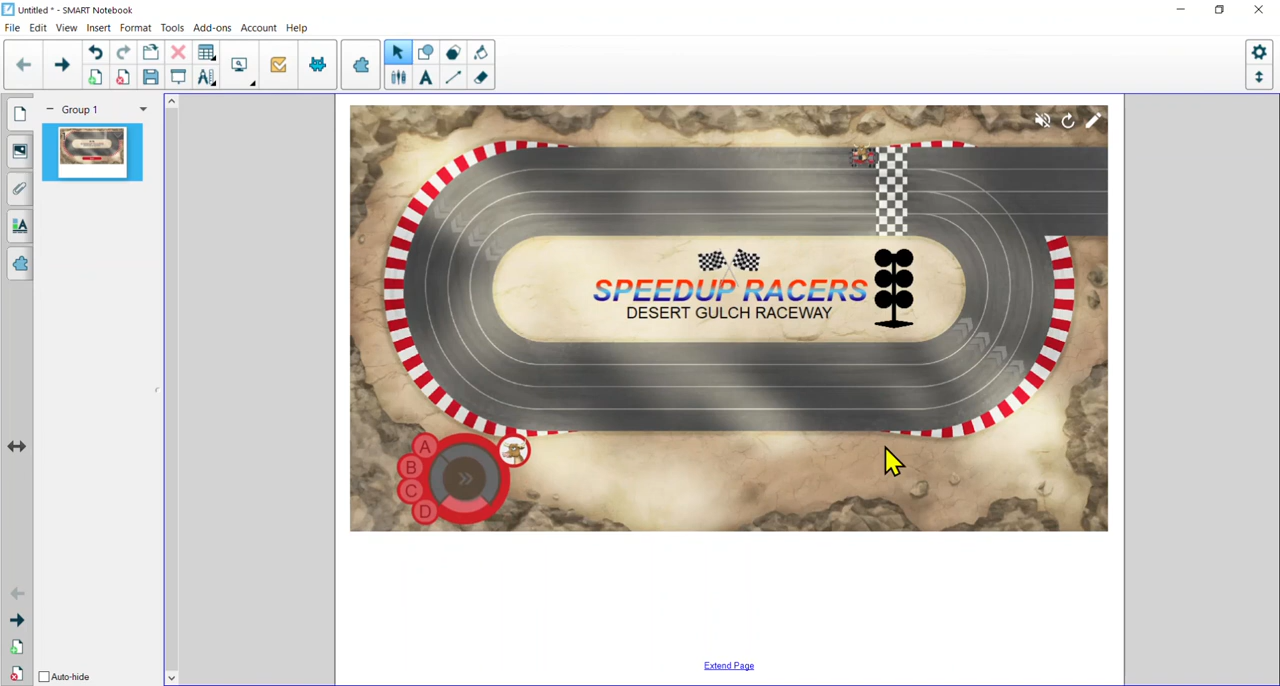 Untitled * - SMART Notebook
File Edit View Insert Format Tools Add-ons Account Help
Group 1
SPEEDUP RACERS
DESERT GULCH RACEWAY
A
B
C
D
Extend Page
Auto-hide